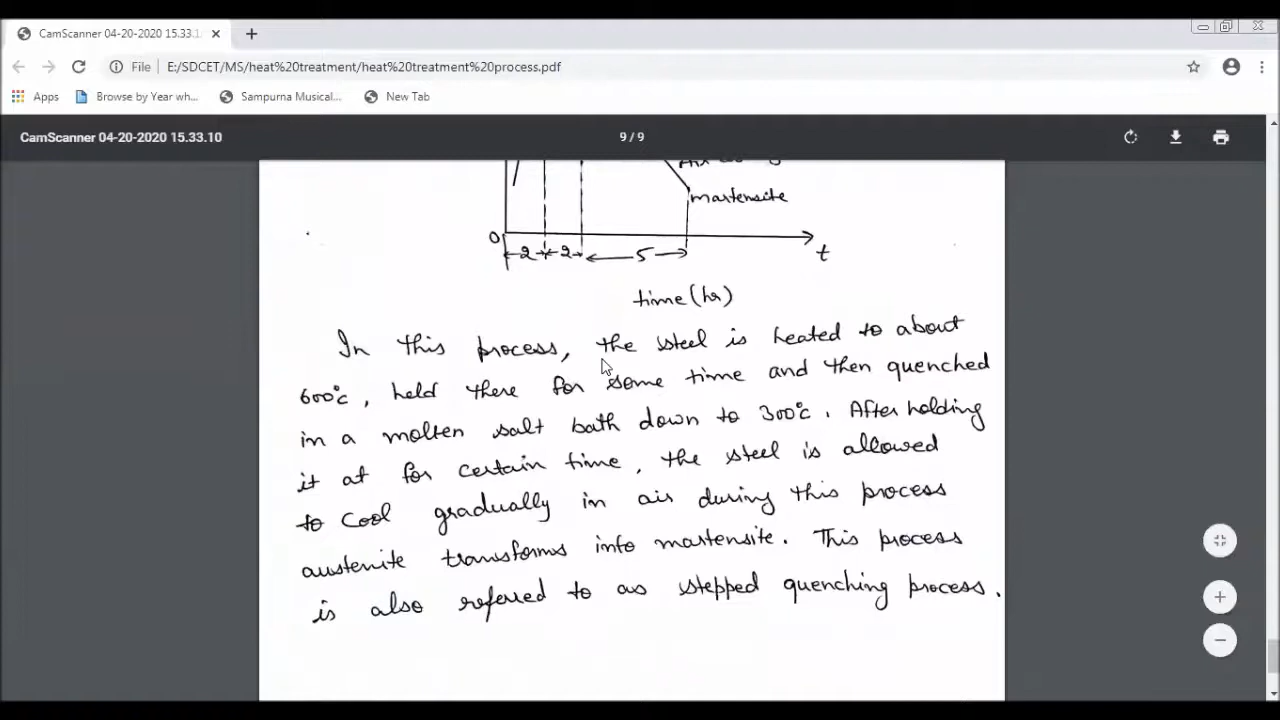 CamScanner 04-20-2020 15.33.1
File
E:/SDCET/MS/heat%20treatment/heat%20treatment%20process.pdf
Apps
Browse by Year wh...
Sampurna Musical...
New Tab
CamScanner 04-20-2020 15.33.10
9 / 9
martensite
0
2 2 5
t
time (hr)
In this process, the steel is heated to about
600°c, held there for some time and then quenched
in a molten salt bath down to 300°c. After holding
it at for certain time, the steel is allowed
to cool gradually in air during this process
austenite transforms into martensite. This process
is also referred to as stepped quenching process.